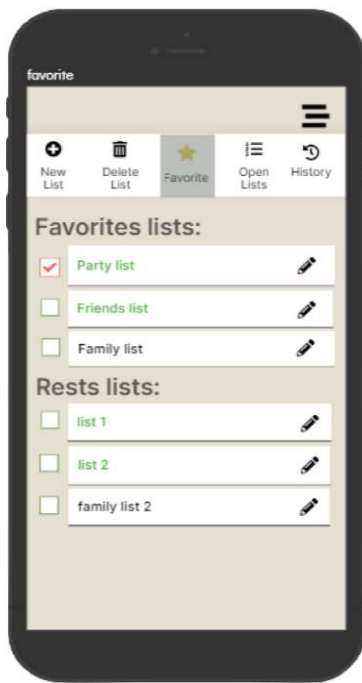 favorite
New
List
Delete
List
Favorite
Open
Lists
History
Favorites lists:
Party list
Friends list
Family list
Rests lists:
list 1
list 2
family list 2